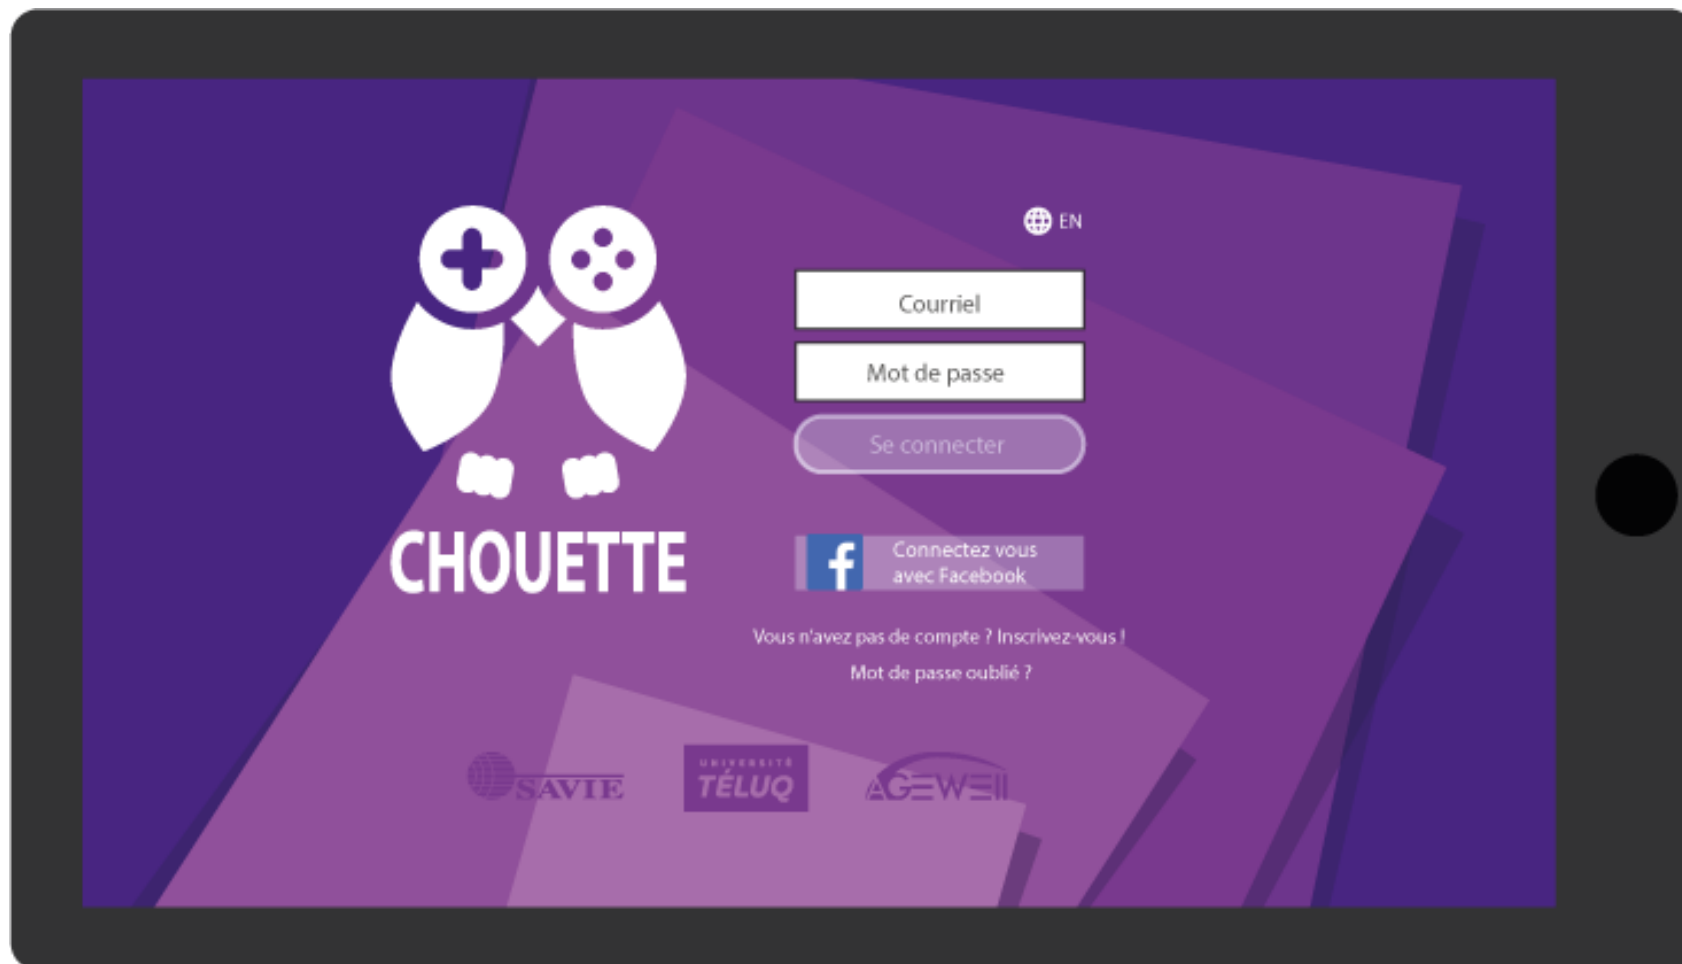 EN
Courriel
Mot de passe
Se connecter
CHOUETTE
f
Connectez vous
avec Facebook
Vous n'avez pas de compte ? Inscrivez-vous !
Mot de passe oublié ?
SAVIE
UNIVERSITÉ
TÉLUQ
AGEWELL